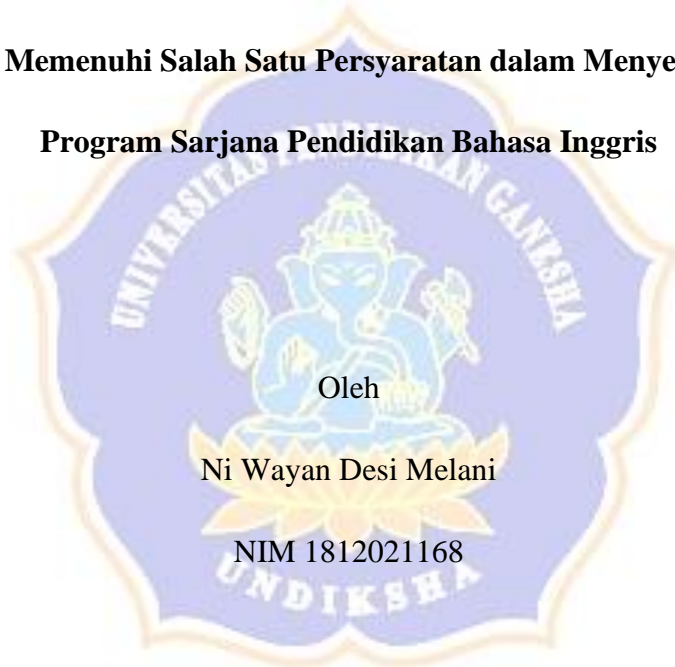 Memenuhi Salah Satu Persyaratan dalam Menye
Program Sarjana Pendidikan Bahasa Inggris
UNIVERSITAS PENDIDIKAN GANESHA
Oleh
Ni Wayan Desi Melani
NIM 1812021168
UNDIKSHA